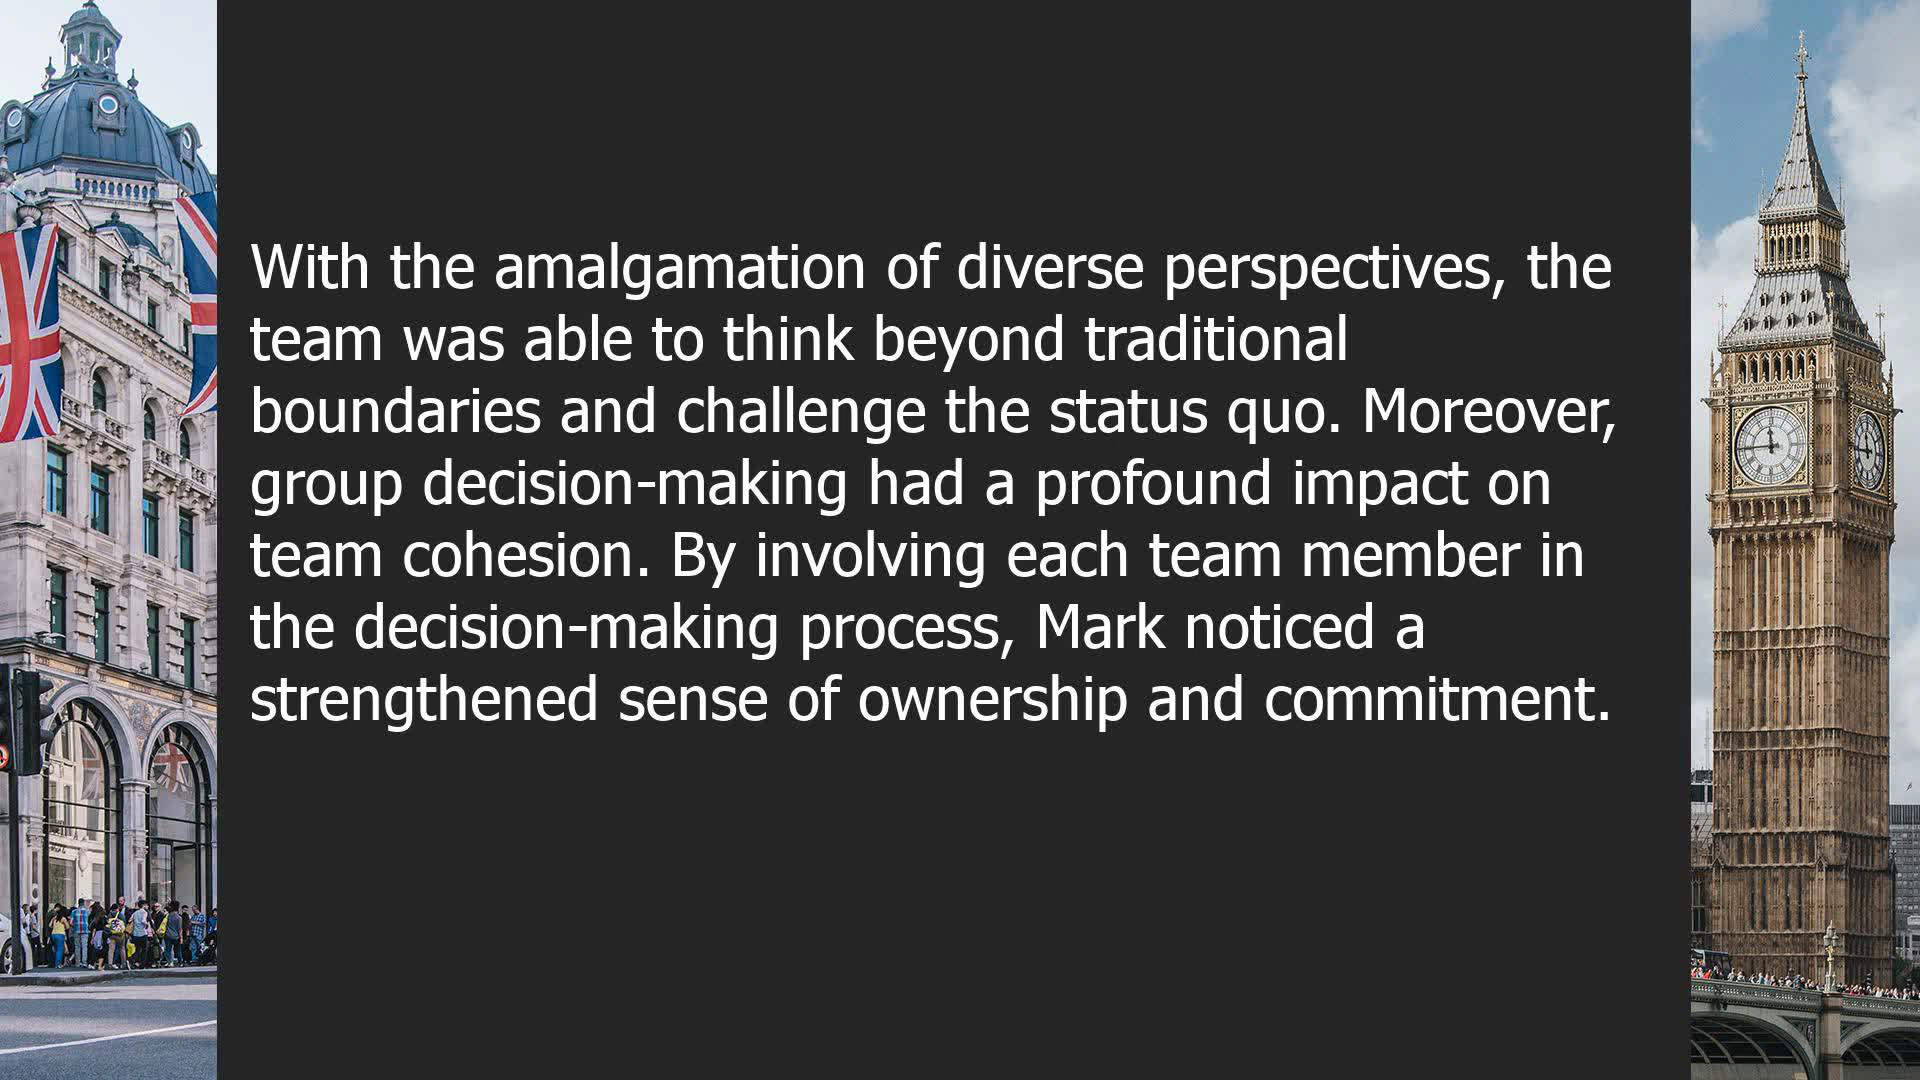 With the amalgamation of diverse perspectives, the
team was able to think beyond traditional
boundaries and challenge the status quo. Moreover,
group decision-making had a profound impact on
team cohesion. By involving each team member in
the decision-making process, Mark noticed a
strengthened sense of ownership and commitment.